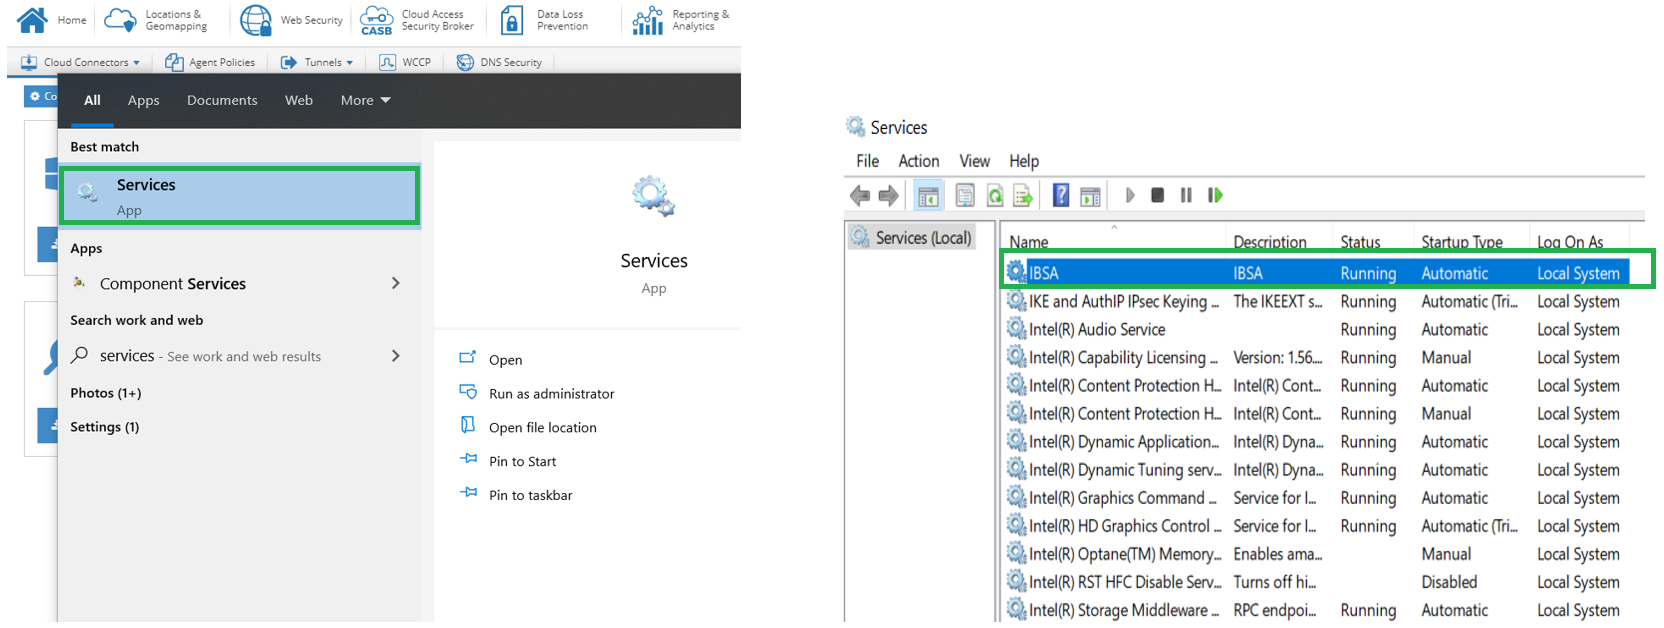 Home
Locations &
Geomapping
Web Security
CASB
Cloud Access
Security Broker
Data Loss
Prevention
Reporting &
Analytics
Cloud Connectors
Agent Policies
Tunnels
WCCP
DNS Security
Co
All Apps Documents Web More
Best match
Services
App
Apps
Component Services
Search work and web
services - See work and web results
Photos (1+)
Settings (1)
Services
App
Open
Run as administrator
Open file location
Pin to Start
Pin to taskbar
Services
File Action View Help
Services (Local)
Name Description Status Startup Type Log On As
IBSA IBSA Running Automatic Local System
IKE and AuthIP IPsec Keying ... The IKEEXT s... Running Automatic (Tri... Local System
Intel(R) Audio Service Running Automatic Local System
Intel(R) Capability Licensing ... Version: 1.56.... Running Manual Local System
Intel(R) Content Protection H... Intel(R) Cont... Running Automatic Local System
Intel(R) Content Protection H... Intel(R) Cont... Running Manual Local System
Intel(R) Dynamic Application... Intel(R) Dyna... Running Automatic Local System
Intel(R) Dynamic Tuning serv... Intel(R) Dyna... Running Automatic Local System
Intel(R) Graphics Command ... Service for I... Running Automatic Local System
Intel(R) HD Graphics Control ... Service for I... Running Automatic (Tri... Local System
Intel(R) Optane(TM) Memory... Enables ama... Manual Local System
Intel(R) RST HFC Disable Serv... Turns off hi... Disabled Local System
Intel(R) Storage Middleware ... RPC endpoi... Running Automatic Local System